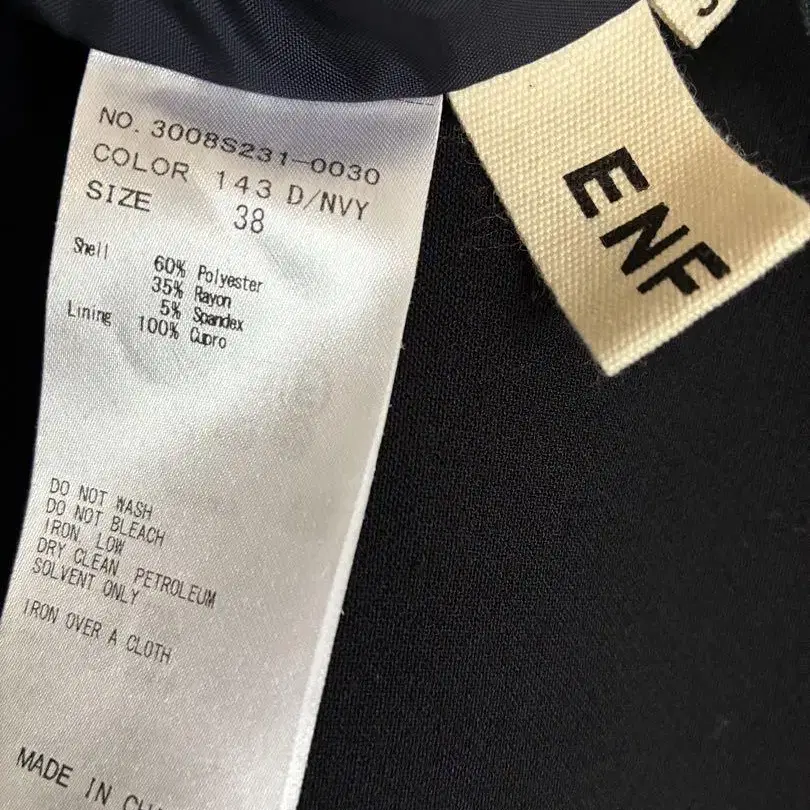 NO. 3008S231-0030
COLOR 143 D/NVY
SIZE 38
Shell 60% Polyester
35% Rayon
5% Spandex
Lining 100% Cupro
DO NOT WASH
DO NOT BLEACH
IRON LOW
DRY CLEAN PETROLEUM
SOLVENT ONLY
IRON OVER A CLOTH
MADE IN
ENF